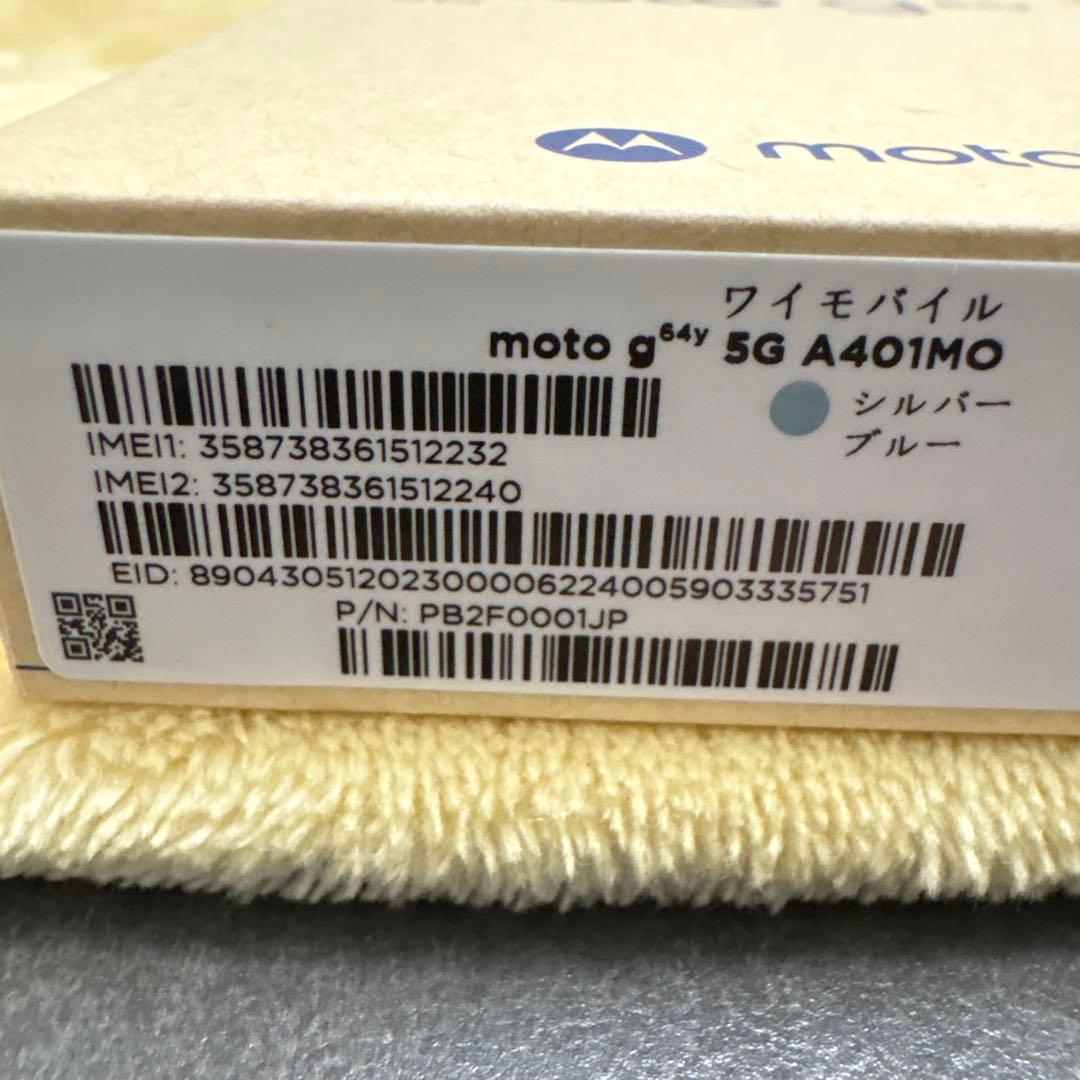 moto
ワイモバイル
moto g64y 5G A401MO
シルバー
ブルー
IMEI1: 358738361512232
IMEI2: 358738361512240
EID: 89043051202300006224005903335751
P/N: PB2F0001JP